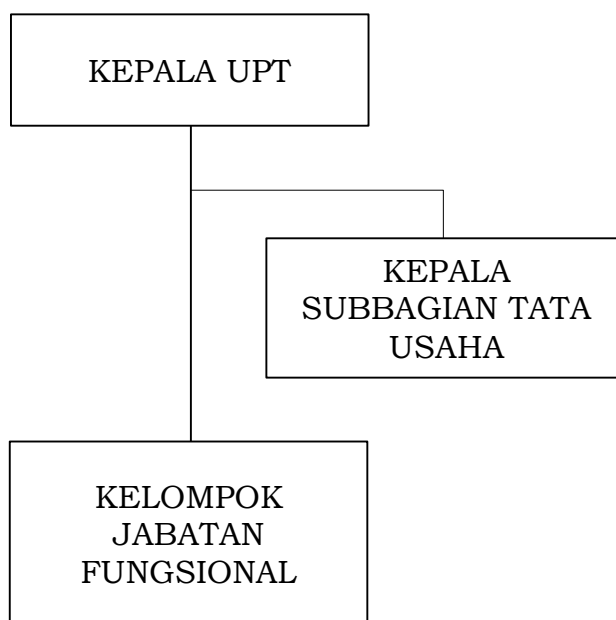 KEPALA UPT
KEPALA
SUBBAGIAN TATA
USAHA
KELOMPOK
JABATAN
FUNGSIONAL